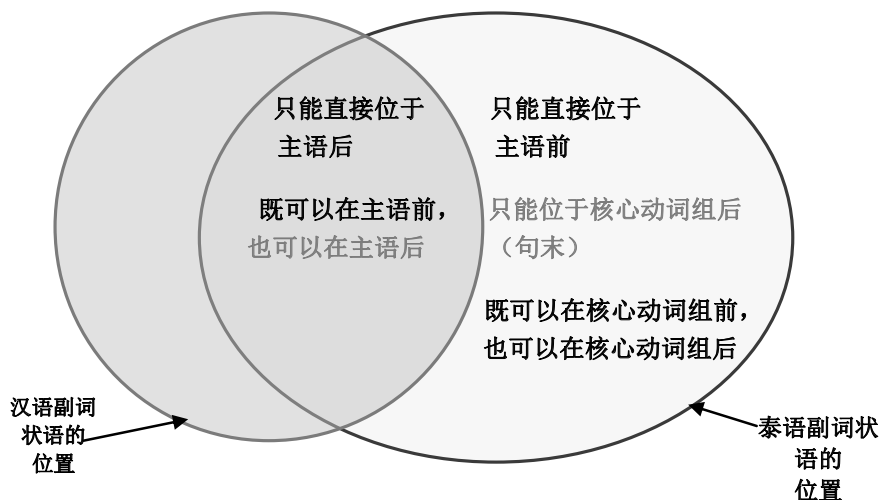 只能直接位于
主语后
既可以在主语前，
也可以在主语后
只能直接位于
主语前
只能位于核心动词组后
（句末）
既可以在核心动词组前，
也可以在核心动词组后
汉语副词
状语的
位置
泰语副词状
语的
位置